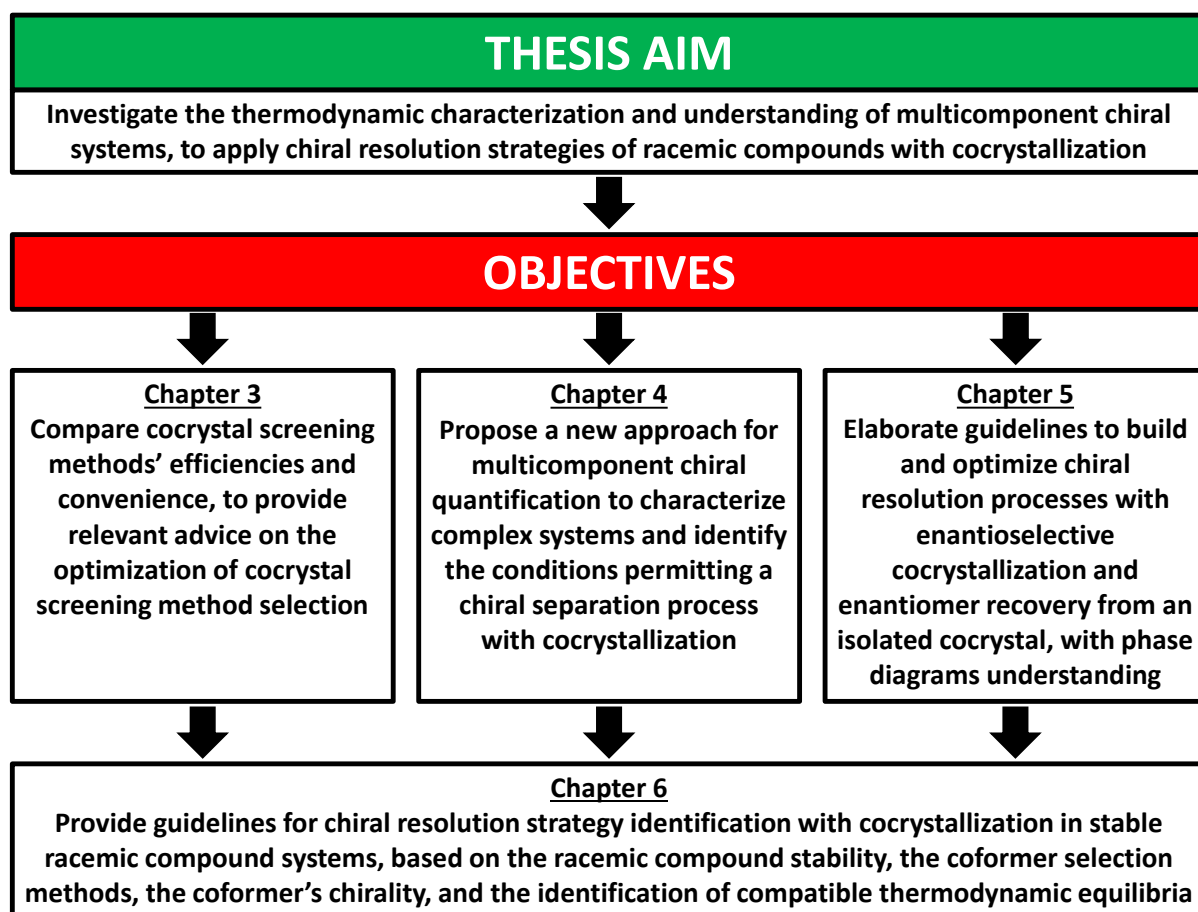 THESIS AIM
Investigate the thermodynamic characterization and understanding of multicomponent chiral
systems, to apply chiral resolution strategies of racemic compounds with cocrystallization
OBJECTIVES
Chapter 3
Compare cocrystal screening
methods’ efficiencies and
convenience, to provide
relevant advice on the
optimization of cocrystal
screening method selection
Chapter 4
Propose a new approach for
multicomponent chiral
quantification to characterize
complex systems and identify
the conditions permitting a
chiral separation process
with cocrystallization
Chapter 5
Elaborate guidelines to build
and optimize chiral
resolution processes with
enantioselective
cocrystallization and
enantiomer recovery from an
isolated cocrystal, with phase
diagrams understanding
Chapter 6
Provide guidelines for chiral resolution strategy identification with cocrystallization in stable
racemic compound systems, based on the racemic compound stability, the coformer selection
methods, the coformer’s chirality, and the identification of compatible thermodynamic equilibria